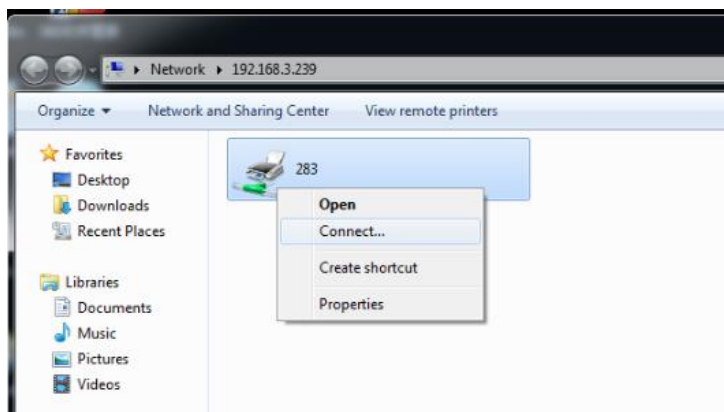 Network 192.168.3.239
Organize Network and Sharing Center View remote printers
Favorites
Desktop
Downloads
Recent Places
Libraries
Documents
Music
Pictures
Videos
283
Open
Connect...
Create shortcut
Properties